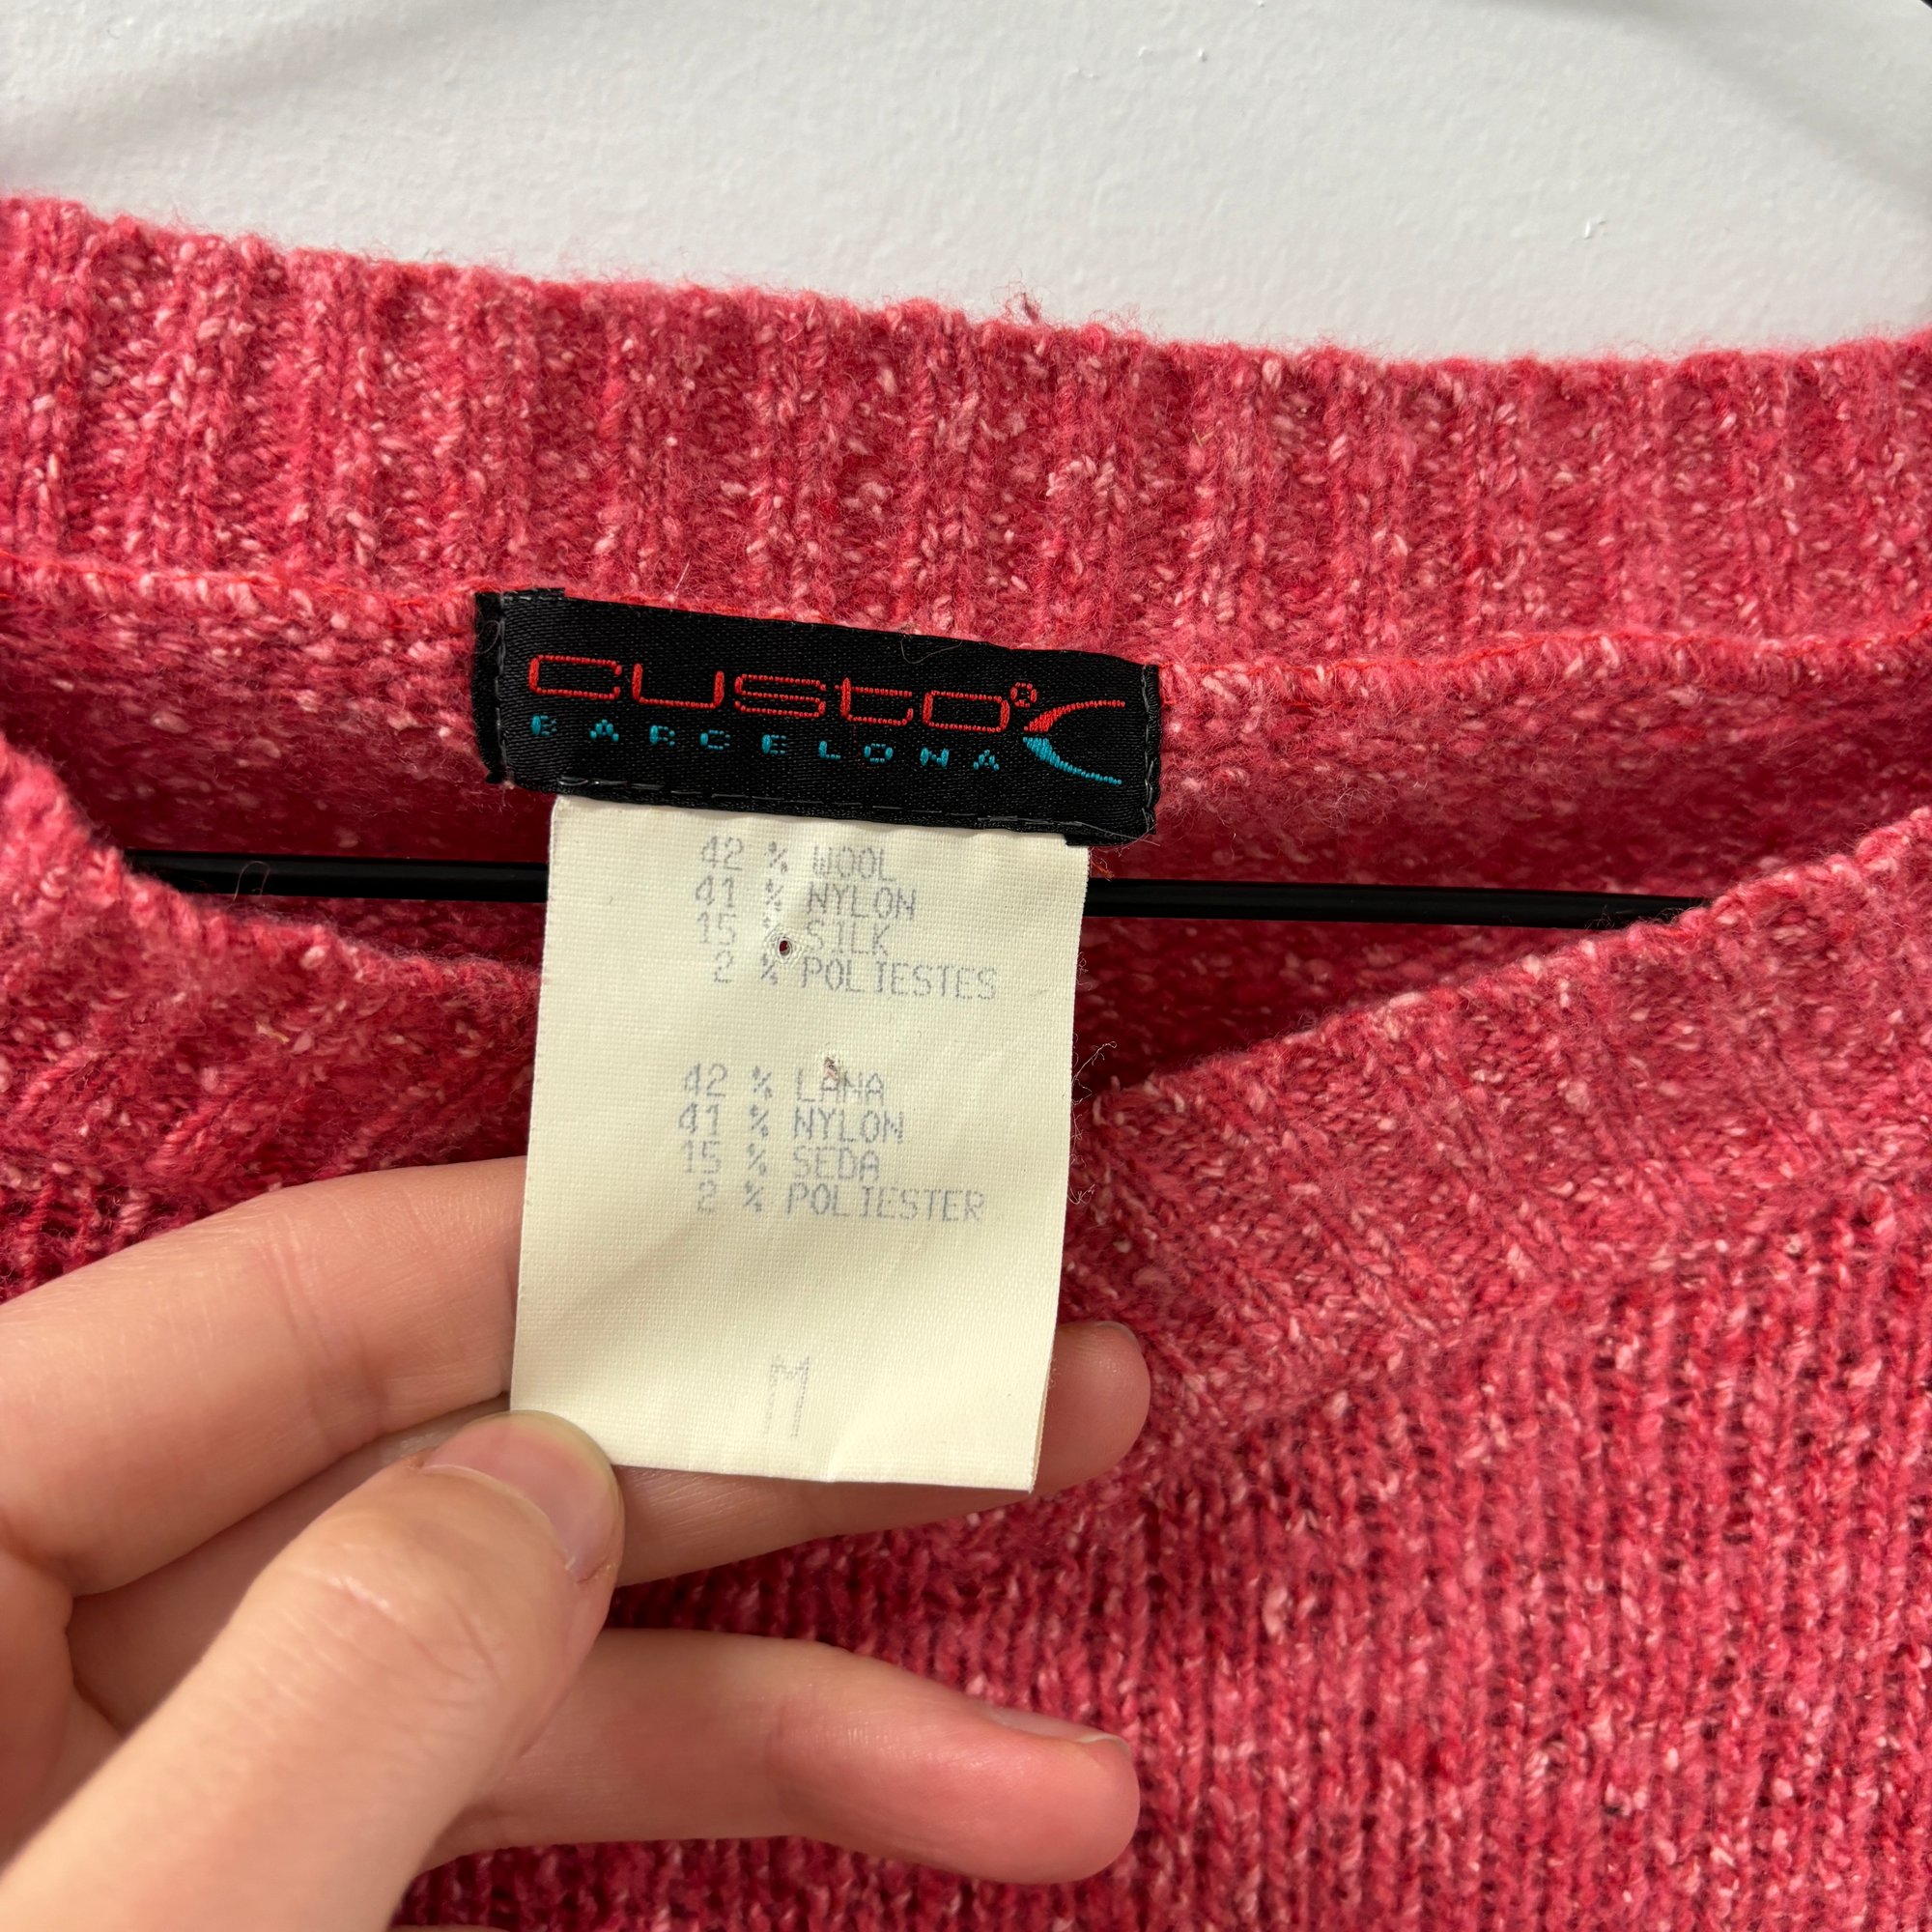 custo®
BARCELONA
42 % WOOL
41 % NYLON
15 % SILK
2 % POLIESTES
42 % LANA
41 % NYLON
15 % SEDA
2 % POLIESTER
M